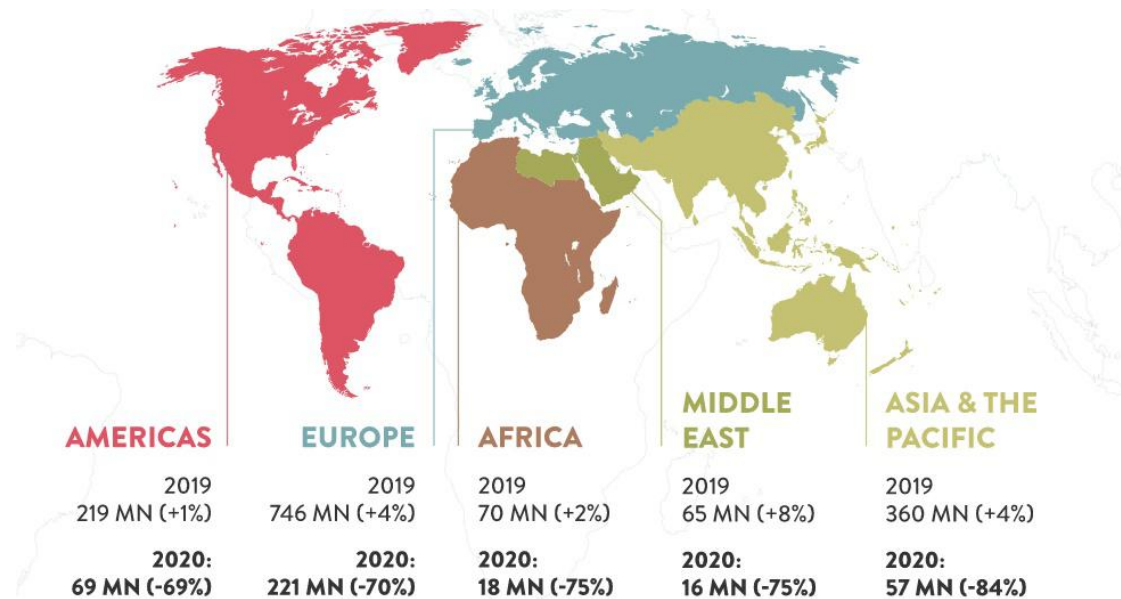 AMERICAS
2019
219 MN (+1%)
2020:
69 MN (-69%)
EUROPE
2019
746 MN (+4%)
2020:
221 MN (-70%)
AFRICA
2019
70 MN (+2%)
2020:
18 MN (-75%)
MIDDLE
EAST
2019
65 MN (+8%)
2020:
16 MN (-75%)
ASIA & THE
PACIFIC
2019
360 MN (+4%)
2020:
57 MN (-84%)